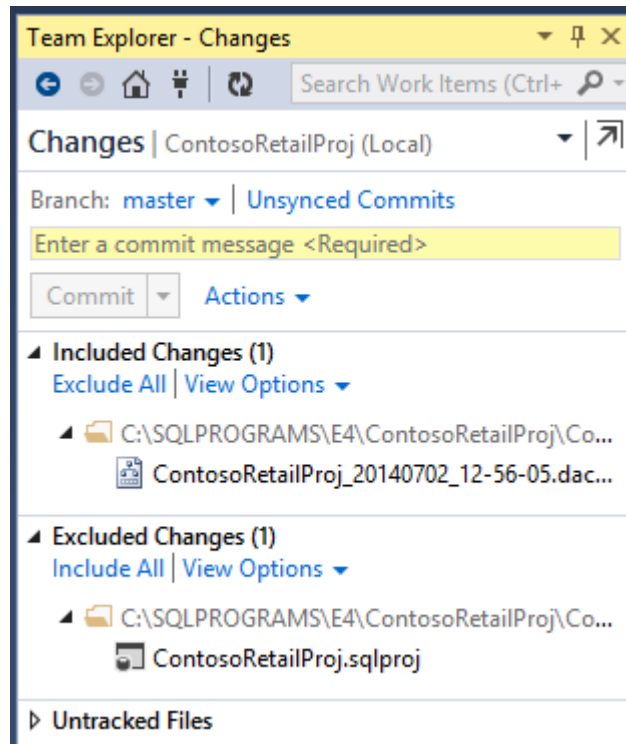 Team Explorer - Changes
Search Work Items (Ctrl+
Changes | ContosoRetailProj (Local)
Branch: master | Unsynced Commits
Enter a commit message <Required>
Commit Actions
Included Changes (1)
Exclude All | View Options
C:\SQLPROGRAMS\E4\ContosoRetailProj\Co...
ContosoRetailProj_20140702_12-56-05.dac...
Excluded Changes (1)
Include All | View Options
C:\SQLPROGRAMS\E4\ContosoRetailProj\Co...
ContosoRetailProj.sqlproj
Untracked Files